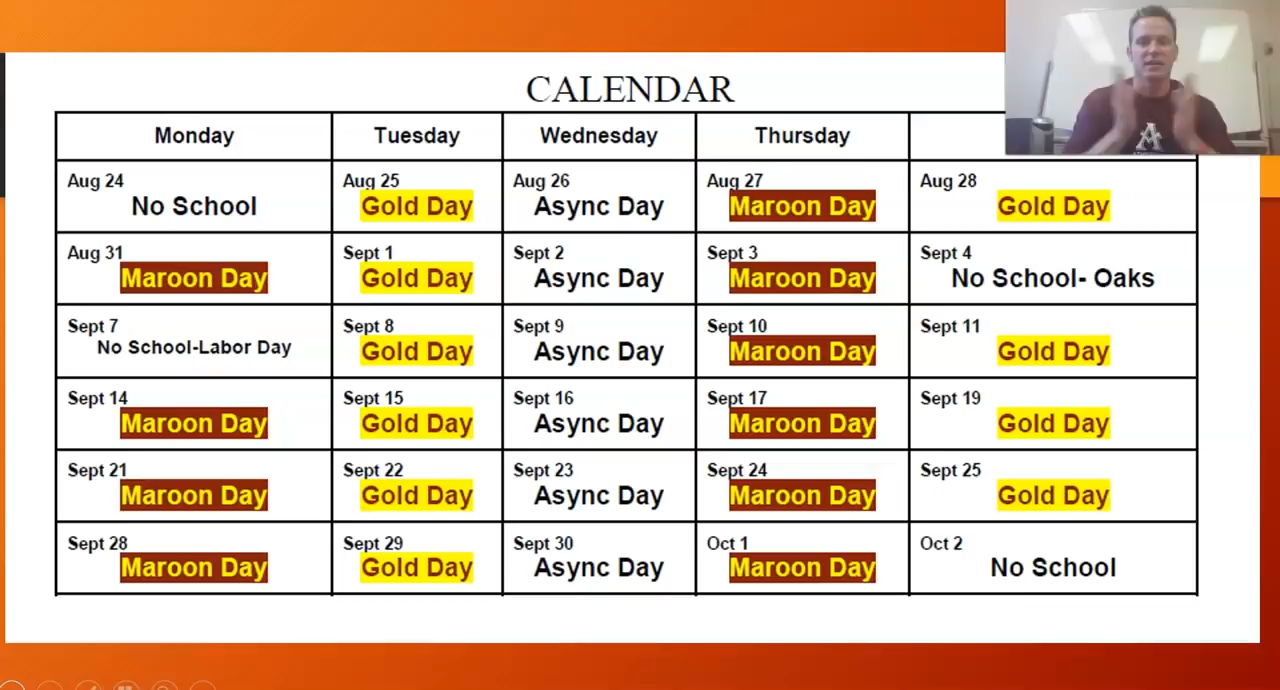 CALENDAR
Monday Tuesday Wednesday Thursday
Aug 24 Aug 25 Aug 26 Aug 27 Aug 28
No School Gold Day Async Day Maroon Day Gold Day
Aug 31 Sept 1 Sept 2 Sept 3 Sept 4
Maroon Day Gold Day Async Day Maroon Day No School- Oaks
Sept 7 Sept 8 Sept 9 Sept 10 Sept 11
No School-Labor Day Gold Day Async Day Maroon Day Gold Day
Sept 14 Sept 15 Sept 16 Sept 17 Sept 19
Maroon Day Gold Day Async Day Maroon Day Gold Day
Sept 21 Sept 22 Sept 23 Sept 24 Sept 25
Maroon Day Gold Day Async Day Maroon Day Gold Day
Sept 28 Sept 29 Sept 30 Oct 1 Oct 2
Maroon Day Gold Day Async Day Maroon Day No School
A